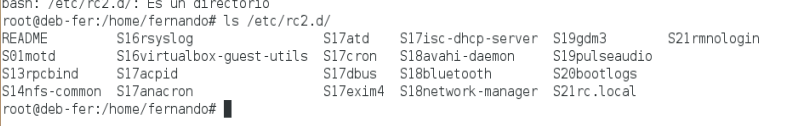 bash: /etc/rc2.d/: Es un directorio
root@deb-fer:/home/fernando# ls /etc/rc2.d/
README        S16rsyslog                S17atd    S17isc-dhcp-server   S19gdm3         S21rmnologin
S01motd       S16virtualbox-guest-utils  S17cron   S18avahi-daemon      S19pulseaudio
S13rpcbind    S17acpid                  S17dbus   S18bluetooth         S20bootlogs
S14nfs-common  S17anacron                S17exim4  S18network-manager   S21rc.local
root@deb-fer:/home/fernando#